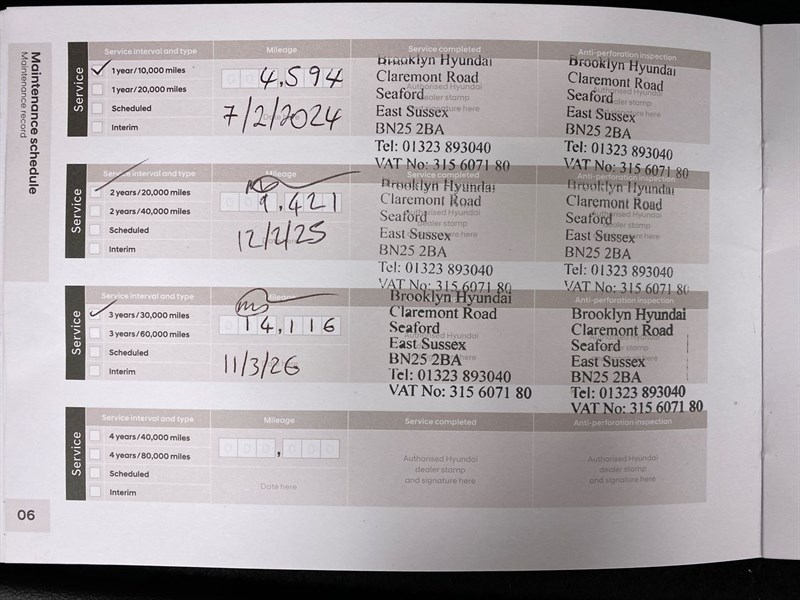 Maintenance schedule
Maintenance record
Service
Service interval and type
Mileage
Service completed
Anti-perforation inspection
1 year/10,000 miles
1 year/20,000 miles
Scheduled
Interim
4,594
7/2/2024
Authorised Hyundai
dealer stamp
and signature here
Brooklyn Hyundai
Claremont Road
Seaford
East Sussex
BN25 2BA
Tel: 01323 893040
VAT No: 315 6071 80
Brooklyn Hyundai
Claremont Road
Seaford
East Sussex
BN25 2BA
Tel: 01323 893040
VAT No: 315 6071 80
Service
Service interval and type
Mileage
Service completed
Anti-perforation inspection
2 years/20,000 miles
2 years/40,000 miles
Scheduled
Interim
9,421
12/2/25
Brooklyn Hyundai
Claremont Road
Seaford
East Sussex
BN25 2BA
Tel: 01323 893040
VAT No: 315 6071 80
Brooklyn Hyundai
Claremont Road
Seaford
East Sussex
BN25 2BA
Tel: 01323 893040
VAT No: 315 6071 80
Service
Service interval and type
Mileage
Anti-perforation inspection
3 years/30,000 miles
3 years/60,000 miles
Scheduled
Interim
14,116
11/3/26
Brooklyn Hyundai
Claremont Road
Seaford
East Sussex
BN25 2BA
Tel: 01323 893040
VAT No: 315 6071 80
Brooklyn Hyundai
Claremont Road
Seaford
East Sussex
BN25 2BA
Tel: 01323 893040
VAT No: 315 6071 80
Service
Service interval and type
Mileage
Service completed
Anti-perforation inspection
4 years/40,000 miles
4 years/80,000 miles
Scheduled
Interim
000,000
Date here
Authorised Hyundai
dealer stamp
and signature here
Authorised Hyundai
dealer stamp
and signature here
06